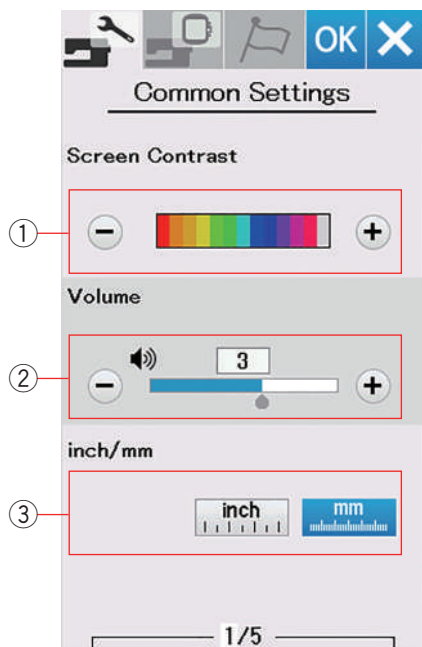 OK
Common Settings
Screen Contrast
①
− +
Volume
②
3
− +
inch/mm
③
inch mm
1/5